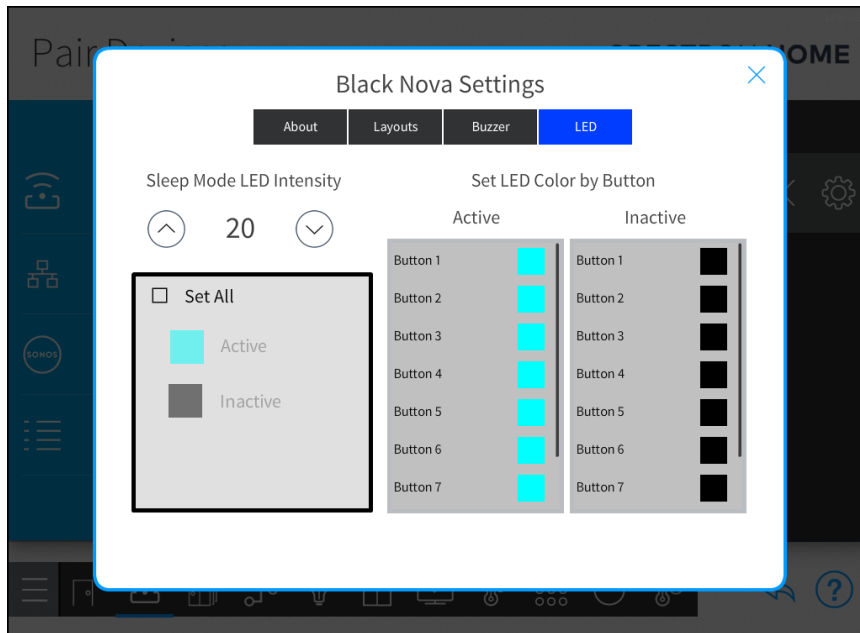 Pair
HOME
Black Nova Settings
About
Layouts
Buzzer
LED
Sleep Mode LED Intensity
20
Set All
Active
Inactive
Set LED Color by Button
Active
Inactive
Button 1
Button 1
Button 2
Button 2
Button 3
Button 3
Button 4
Button 4
Button 5
Button 5
Button 6
Button 6
Button 7
Button 7
SONOS
?